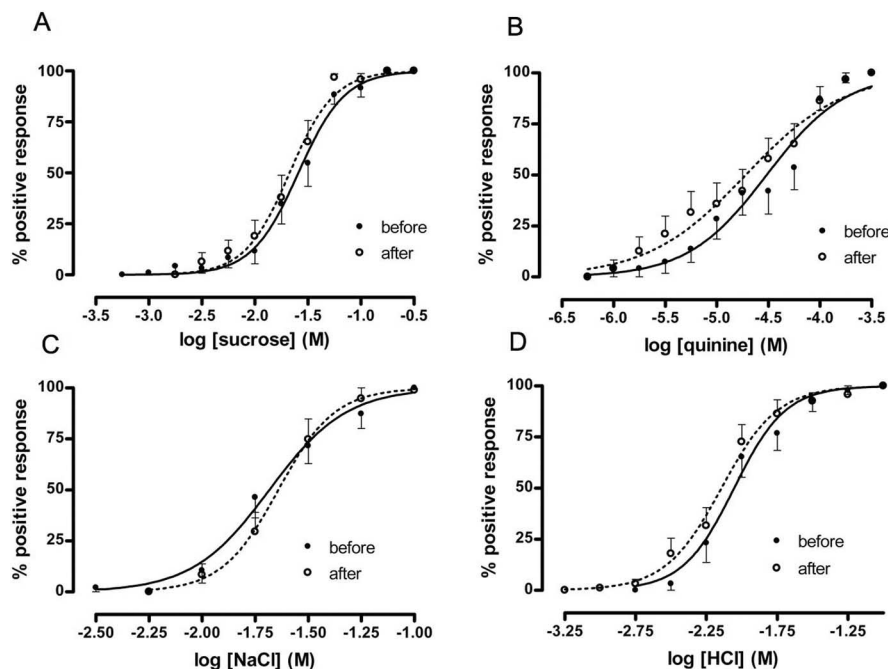 A
% positive response
100
75
50
25
0
-3.5 -3.0 -2.5 -2.0 -1.5 -1.0 -0.5
log [sucrose] (M)
before
after
B
% positive response
100
75
50
25
0
-6.5 -6.0 -5.5 -5.0 -4.5 -4.0 -3.5
log [quinine] (M)
before
after
C
% positive response
100
75
50
25
0
-2.50 -2.25 -2.00 -1.75 -1.50 -1.25 -1.00
log [NaCl] (M)
before
after
D
% positive response
100
75
50
25
0
-3.25 -2.75 -2.25 -1.75 -1.25
log [HCl] (M)
before
after